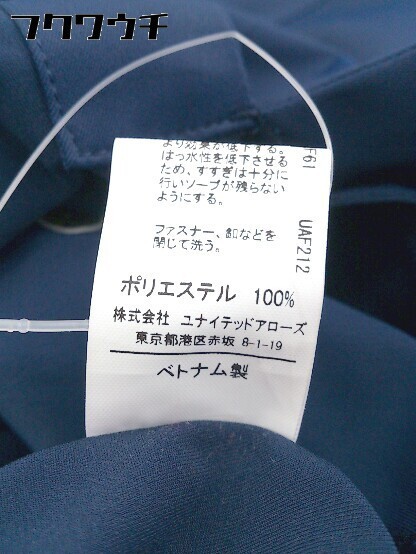 フクワウチ
より効果が低下する。
はっ水性を低下させる
ため、すすぎは十分に
行いソープが残らない
ようにする。
ファスナー、釦などを
閉じて洗う。
F61
UAF212
ポリエステル 100%
株式会社 ユナイテッドアローズ
東京都港区赤坂 8-1-19
ベトナム製